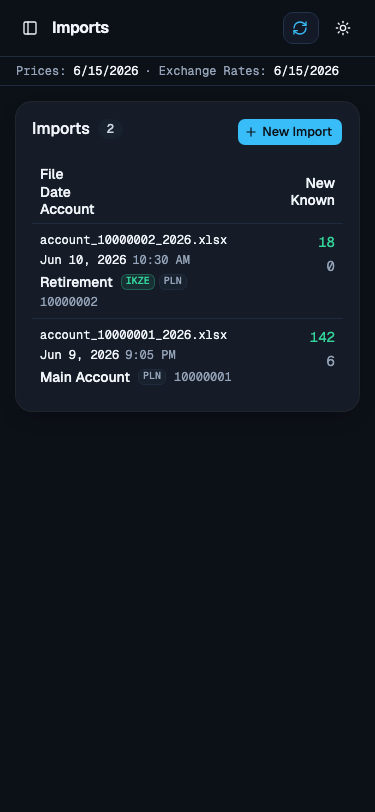 Imports
Prices: 6/15/2026 · Exchange Rates: 6/15/2026
Imports 2
+ New Import
File
Date
Account
New
Known
account_10000002_2026.xlsx
18
Jun 10, 2026 10:30 AM
0
Retirement IKZE PLN
10000002
account_10000001_2026.xlsx
142
Jun 9, 2026 9:05 PM
6
Main Account PLN 10000001